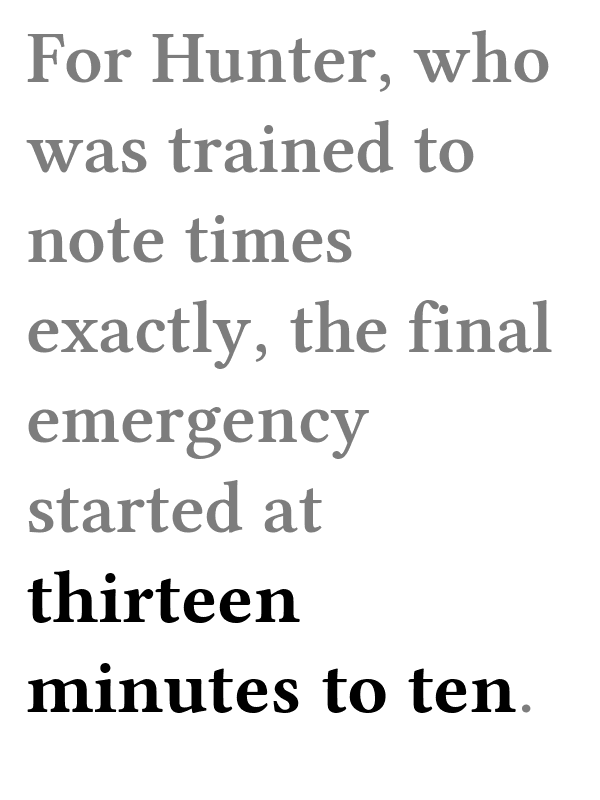 For Hunter, who
was trained to
note times
exactly, the final
emergency
started at
thirteen
minutes to ten.